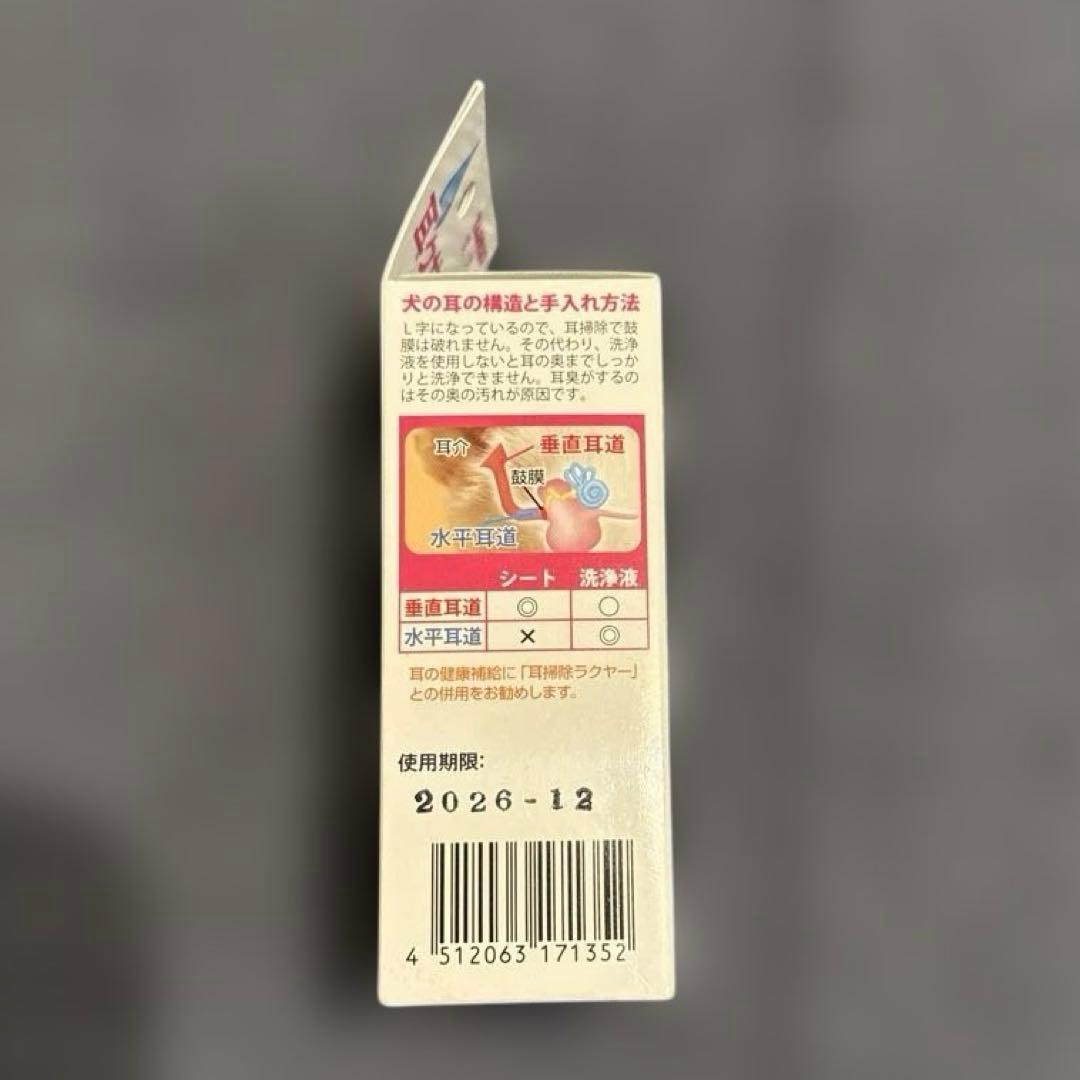 犬の耳の構造と手入れ方法
L字になっているので、耳掃除で鼓
膜は破れません。その代わり、洗浄
液を使用しないと耳の奥までしっか
りと洗浄できません。耳臭がするの
はその奥の汚れが原因です。
耳介
垂直耳道
鼓膜
水平耳道
シート 洗浄液
垂直耳道 ◎ ○
水平耳道 × ◎
耳の健康補給に「耳掃除ラクヤー」
との併用をお勧めします。
使用期限:
2026-12
4 512063 171352